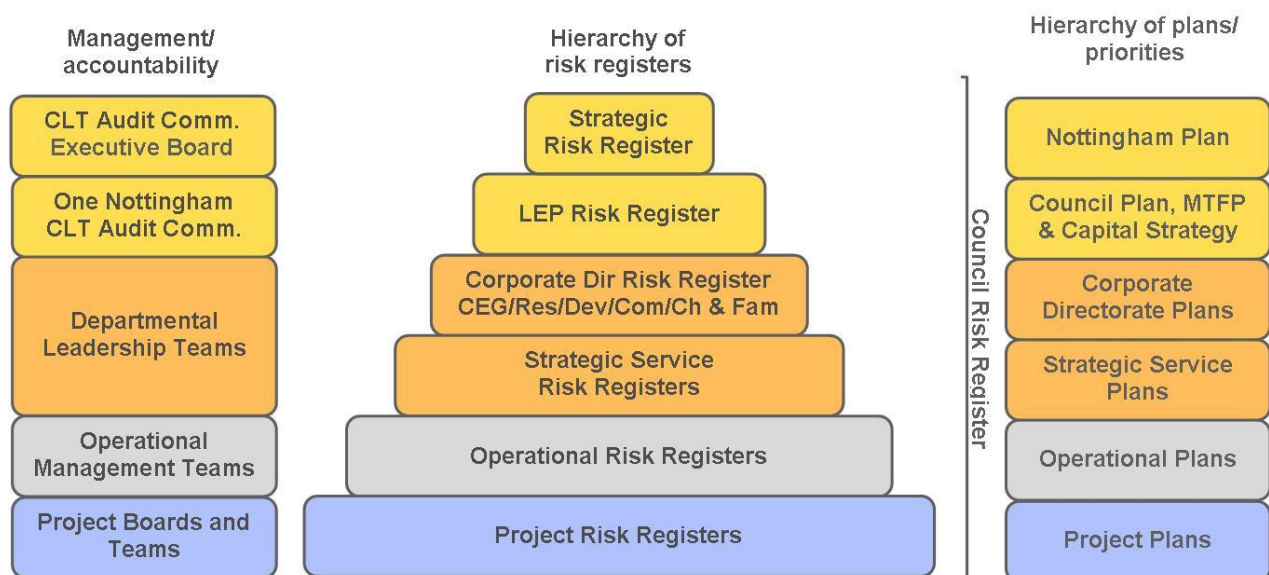 Management/
accountability
CLT Audit Comm.
Executive Board
One Nottingham
CLT Audit Comm.
Departmental
Leadership Teams
Operational
Management Teams
Project Boards and
Teams
Hierarchy of
risk registers
Strategic
Risk Register
LEP Risk Register
Corporate Dir Risk Register
CEG/Res/Dev/Com/Ch & Fam
Strategic Service
Risk Registers
Operational Risk Registers
Project Risk Registers
Council Risk Register
Hierarchy of plans/
priorities
Nottingham Plan
Council Plan, MTFP
& Capital Strategy
Corporate
Directorate Plans
Strategic Service
Plans
Operational Plans
Project Plans